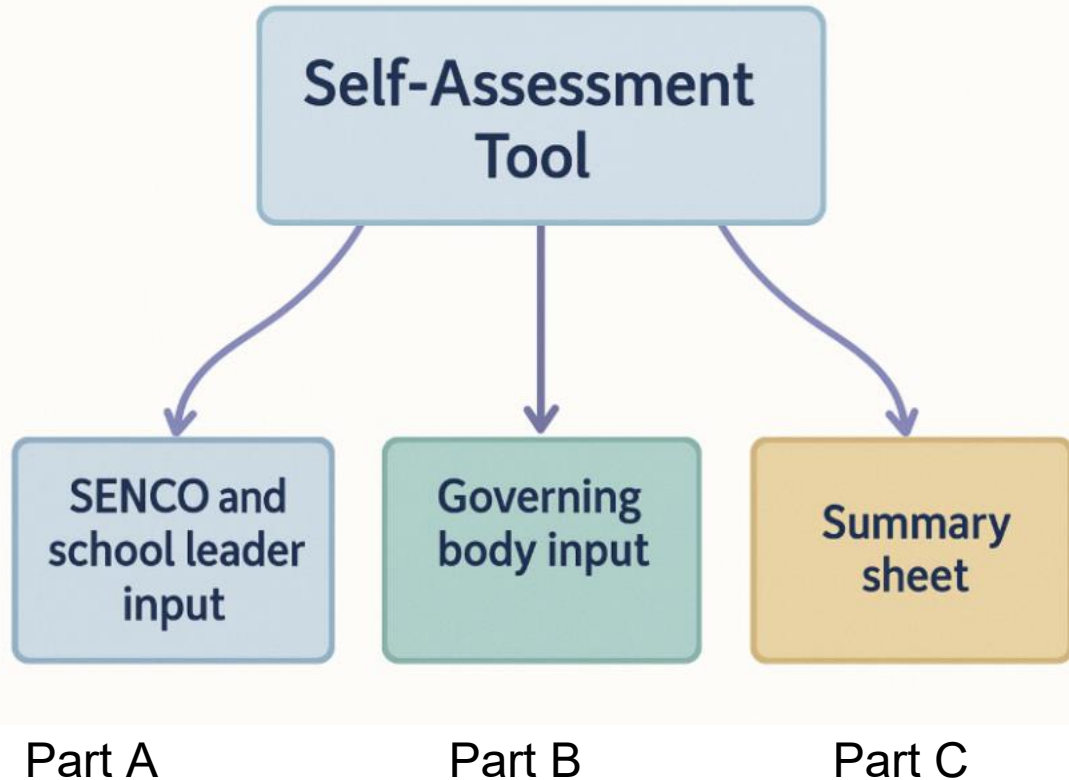 Self-Assessment
Tool
SENCO and
school leader
input
Governing
body input
Summary
sheet
Part A
Part B
Part C